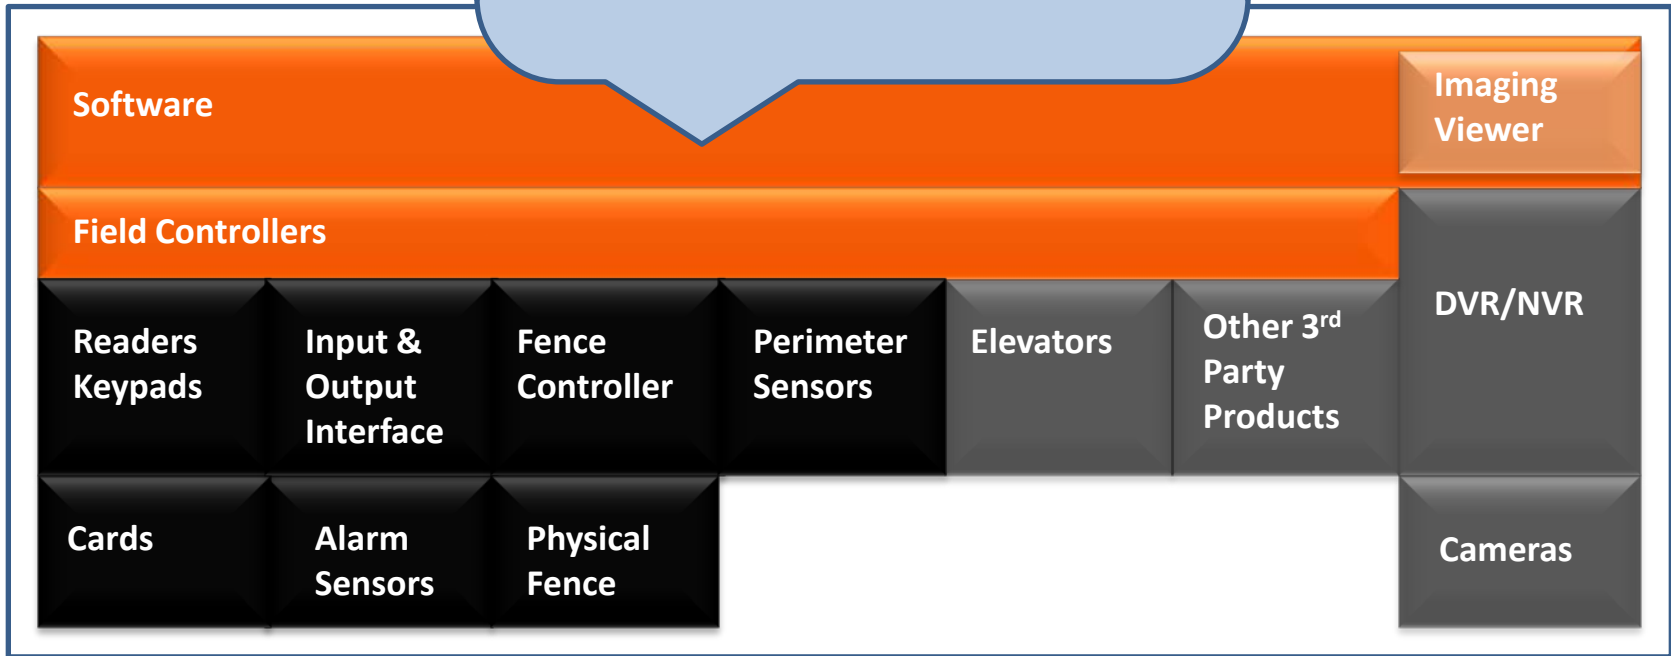 Software
Imaging
Viewer
Field Controllers
Readers
Keypads
Input &
Output
Interface
Fence
Controller
Perimeter
Sensors
Elevators
Other 3rd
Party
Products
DVR/NVR
Cards
Alarm
Sensors
Physical
Fence
Cameras